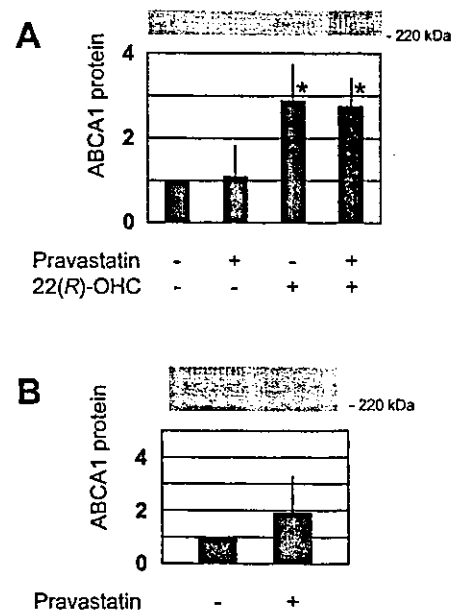 A
- 220 kDa
ABCA1 protein
4
2
0
* *
Pravastatin - + - +
22(R)-OHC - - + +
B
- 220 kDa
ABCA1 protein
4
2
0
Pravastatin - +